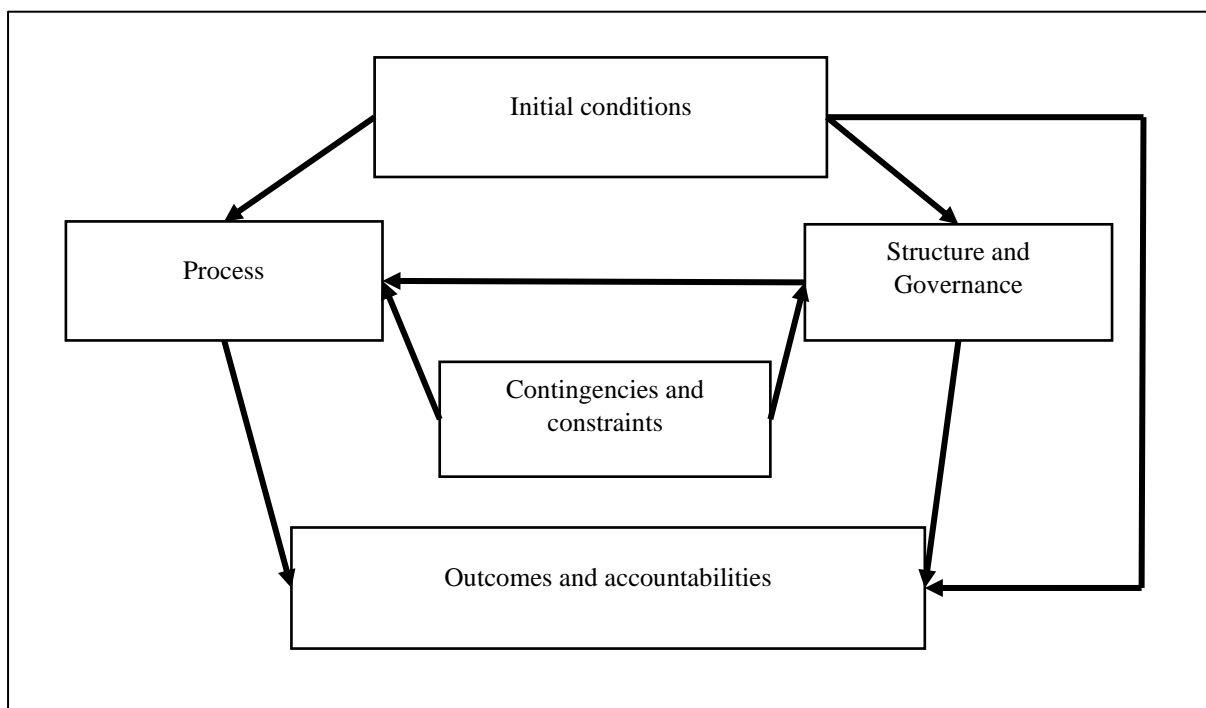 Initial conditions
Process
Structure and
Governance
Contingencies and
constraints
Outcomes and accountabilities